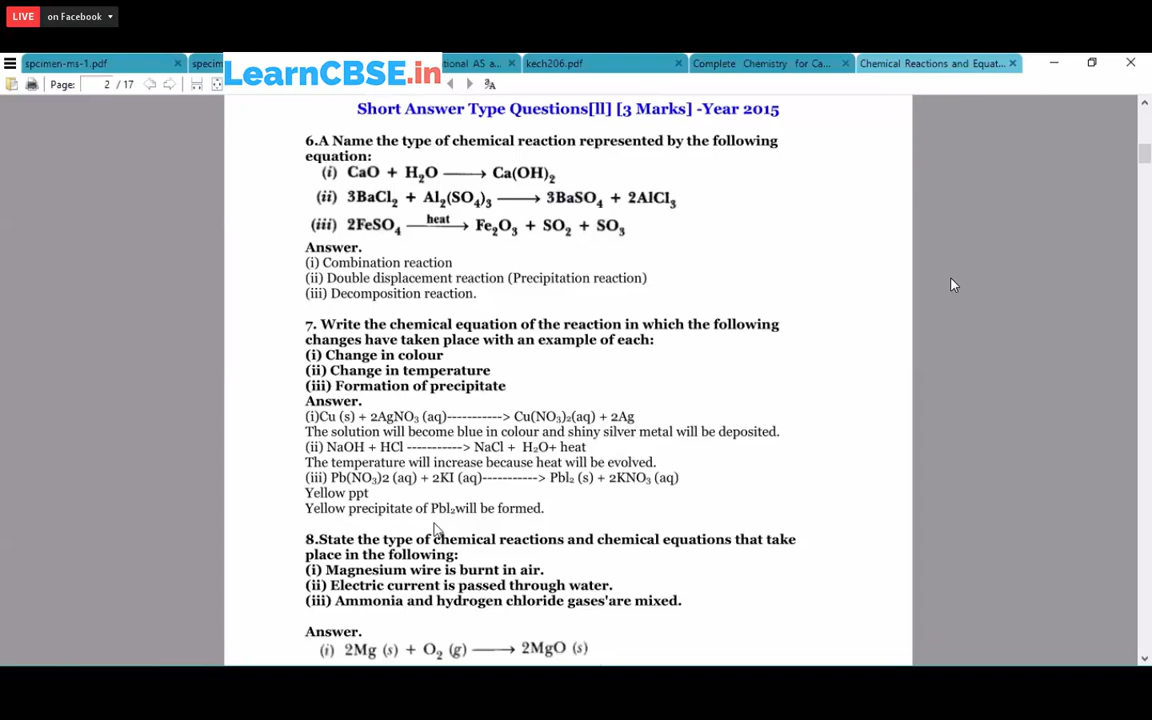 LIVE on Facebook
spcimen-ms-1.pdf
specim
LearnCBSE.in
tional AS a...
kech206.pdf
Complete Chemistry for Ca...
Chemical Reactions and Equat...
Page: 2 / 17
Short Answer Type Questions[ll] [3 Marks] -Year 2015
6.A Name the type of chemical reaction represented by the following
equation:
(i) CaO + H₂O ⟶ Ca(OH)₂
(ii) 3BaCl₂ + Al₂(SO₄)₃ ⟶ 3BaSO₄ + 2AlCl₃
(iii) 2FeSO₄ heat→ Fe₂O₃ + SO₂ + SO₃
Answer.
(i) Combination reaction
(ii) Double displacement reaction (Precipitation reaction)
(iii) Decomposition reaction.
7. Write the chemical equation of the reaction in which the following
changes have taken place with an example of each:
(i) Change in colour
(ii) Change in temperature
(iii) Formation of precipitate
Answer.
(i)Cu (s) + 2AgNO₃ (aq)-----------> Cu(NO₃)₂(aq) + 2Ag
The solution will become blue in colour and shiny silver metal will be deposited.
(ii) NaOH + HCl -----------> NaCl + H₂O+ heat
The temperature will increase because heat will be evolved.
(iii) Pb(NO₃)2 (aq) + 2KI (aq)-----------> Pbl₂ (s) + 2KNO₃ (aq)
Yellow ppt
Yellow precipitate of Pbl₂will be formed.
8.State the type of chemical reactions and chemical equations that take
place in the following:
(i) Magnesium wire is burnt in air.
(ii) Electric current is passed through water.
(iii) Ammonia and hydrogen chloride gases'are mixed.
Answer.
(i) 2Mg (s) + O₂ (g) ⟶ 2MgO (s)